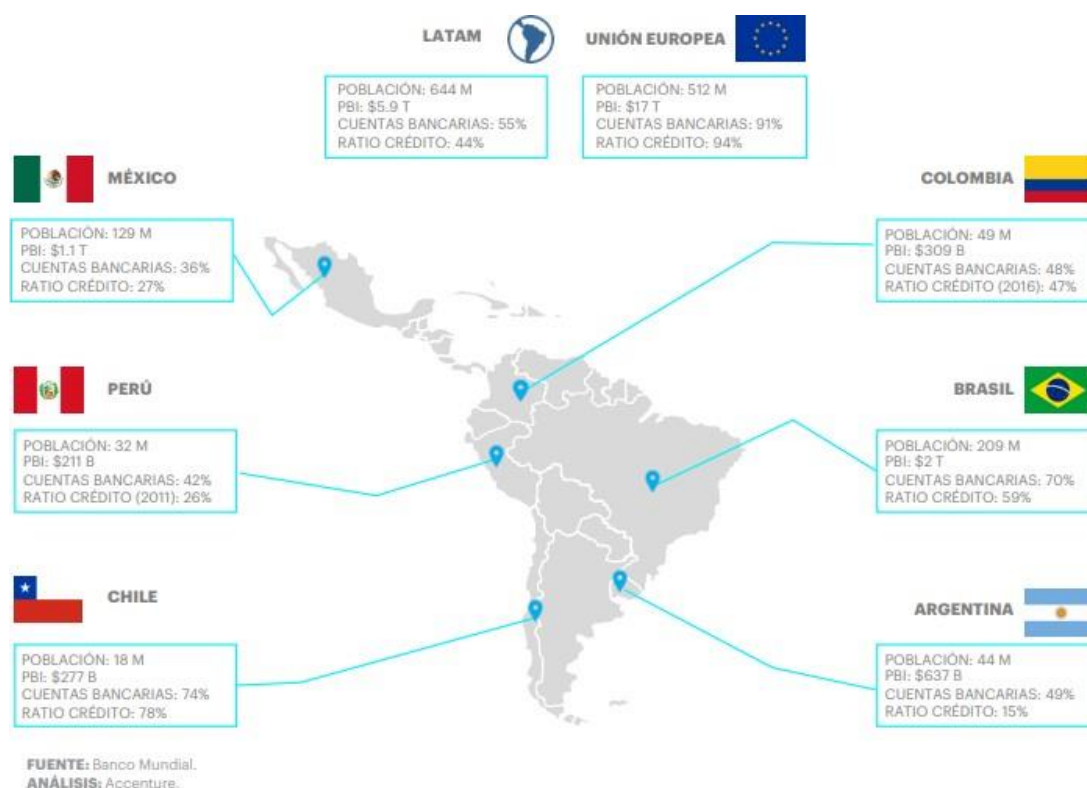 LATAM
UNIÓN EUROPEA
POBLACIÓN: 644 M
PBI: $5.9 T
CUENTAS BANCARIAS: 55%
RATIO CRÉDITO: 44%
POBLACIÓN: 512 M
PBI: $17 T
CUENTAS BANCARIAS: 91%
RATIO CRÉDITO: 94%
MÉXICO
POBLACIÓN: 129 M
PBI: $1.1 T
CUENTAS BANCARIAS: 36%
RATIO CRÉDITO: 27%
COLOMBIA
POBLACIÓN: 49 M
PBI: $309 B
CUENTAS BANCARIAS: 48%
RATIO CRÉDITO (2016): 47%
PERÚ
POBLACIÓN: 32 M
PBI: $211 B
CUENTAS BANCARIAS: 42%
RATIO CRÉDITO (2011): 26%
BRASIL
POBLACIÓN: 209 M
PBI: $2 T
CUENTAS BANCARIAS: 70%
RATIO CRÉDITO: 59%
CHILE
POBLACIÓN: 18 M
PBI: $277 B
CUENTAS BANCARIAS: 74%
RATIO CRÉDITO: 78%
ARGENTINA
POBLACIÓN: 44 M
PBI: $637 B
CUENTAS BANCARIAS: 49%
RATIO CRÉDITO: 15%
FUENTE: Banco Mundial.
ANÁLISIS: Accenture.